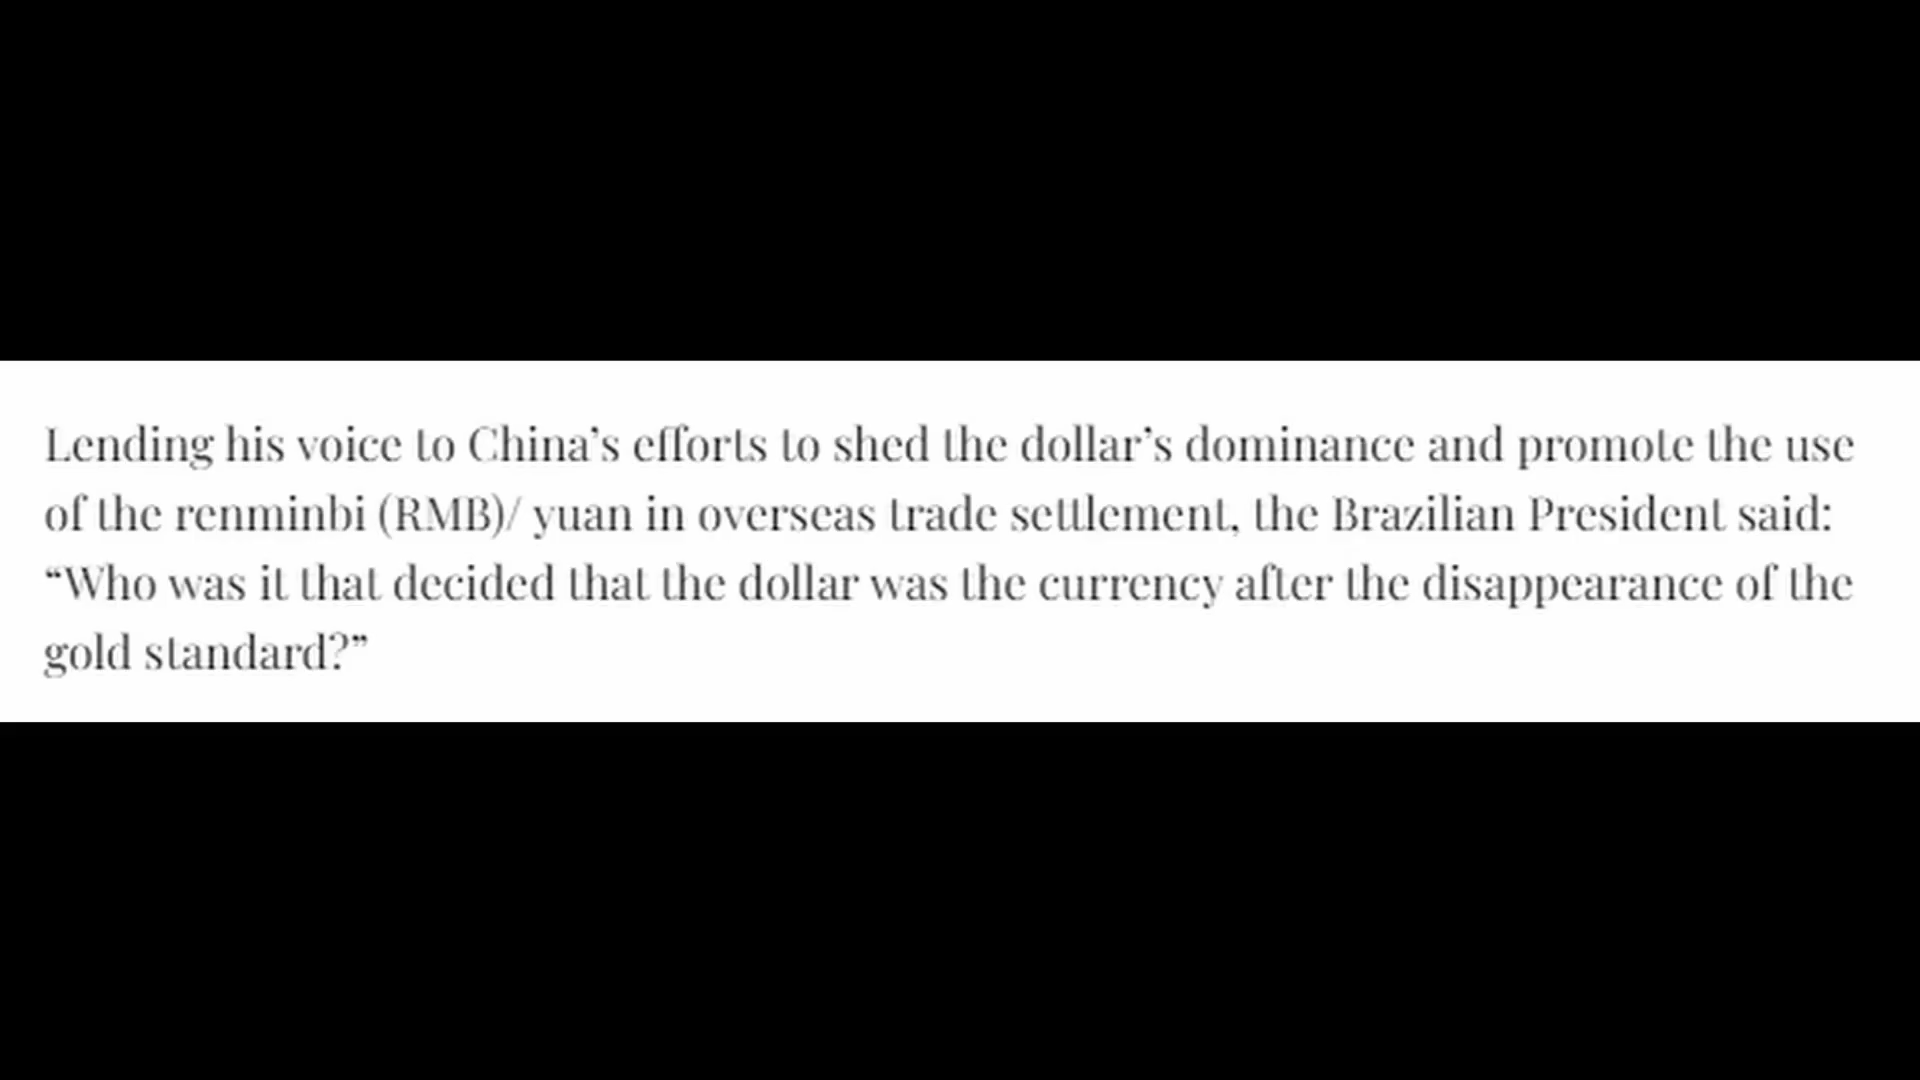 Lending his voice to China’s efforts to shed the dollar’s dominance and promote the use
of the renminbi (RMB)/ yuan in overseas trade settlement, the Brazilian President said:
“Who was it that decided that the dollar was the currency after the disappearance of the
gold standard?”